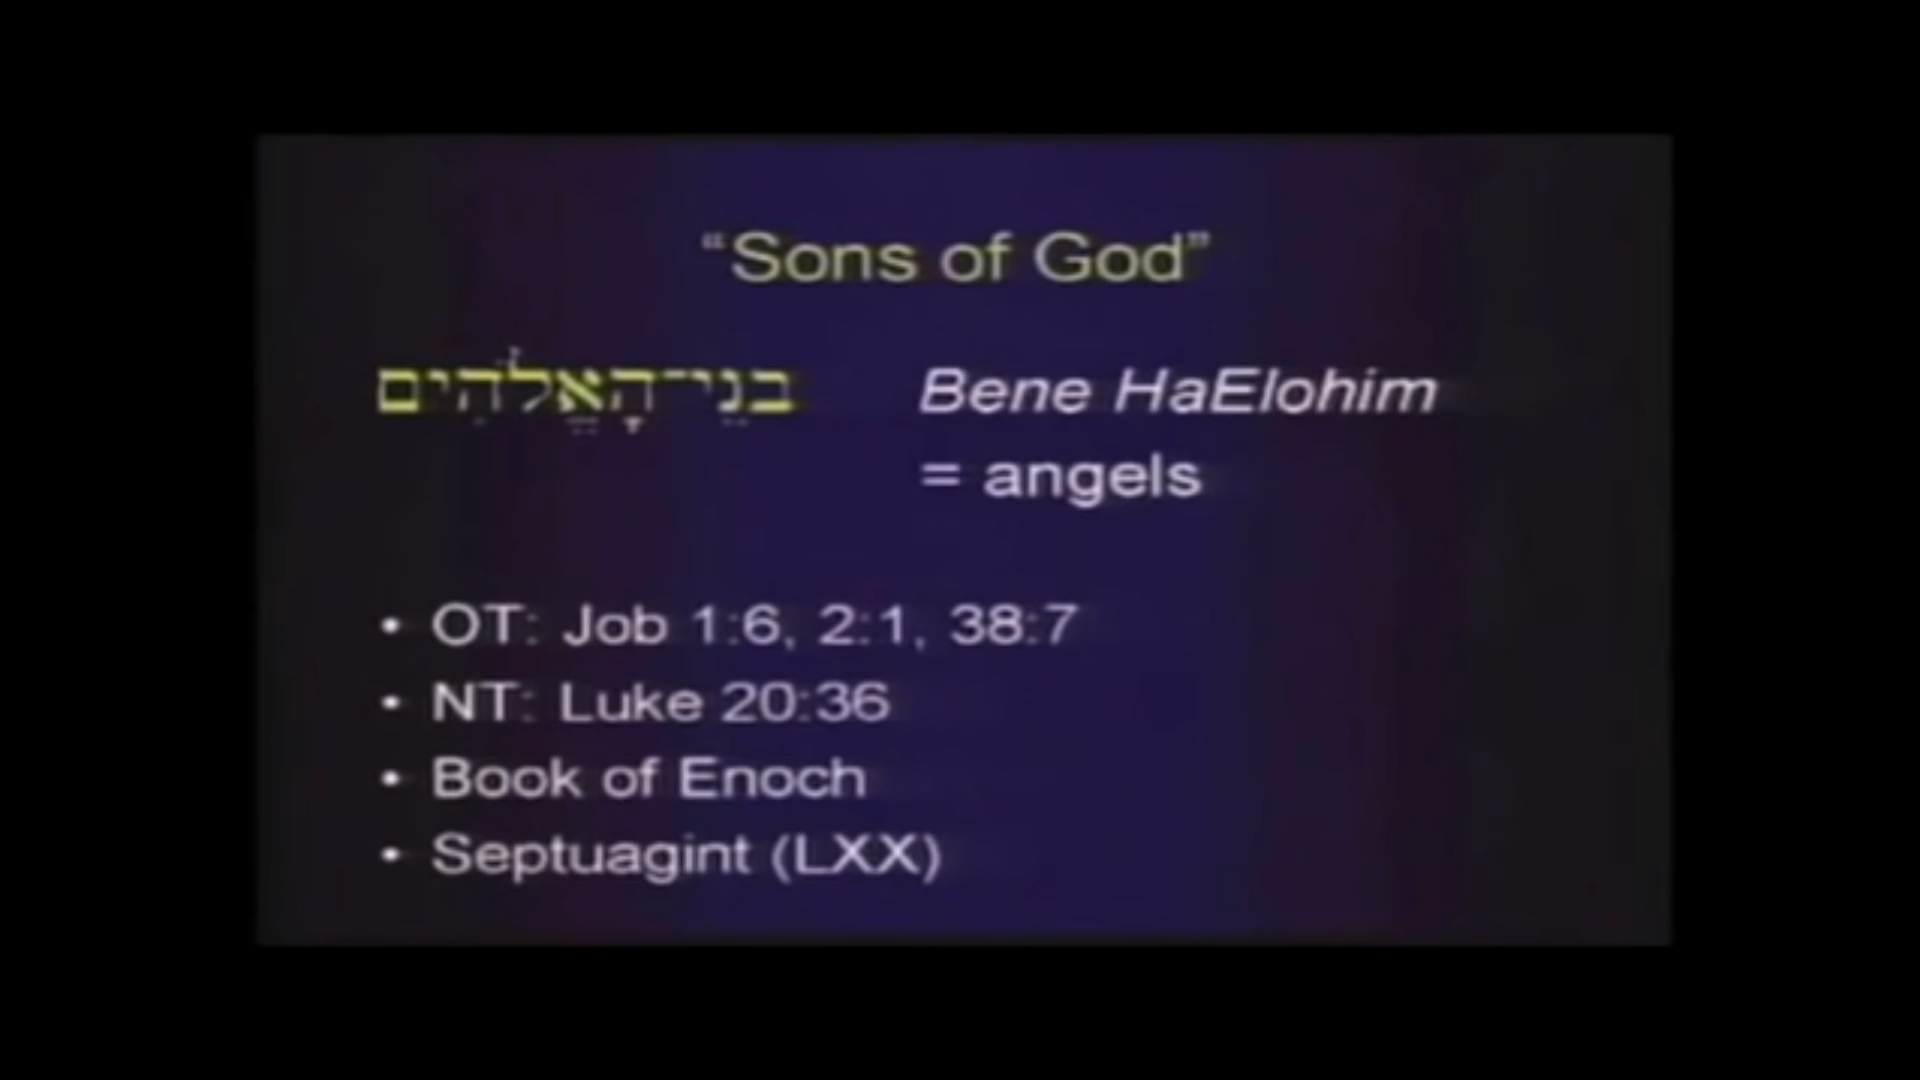 “Sons of God”
בְנֵי־הָאֱלֹהִים Bene HaElohim
= angels
• OT: Job 1:6, 2:1, 38:7
• NT: Luke 20:36
• Book of Enoch
• Septuagint (LXX)